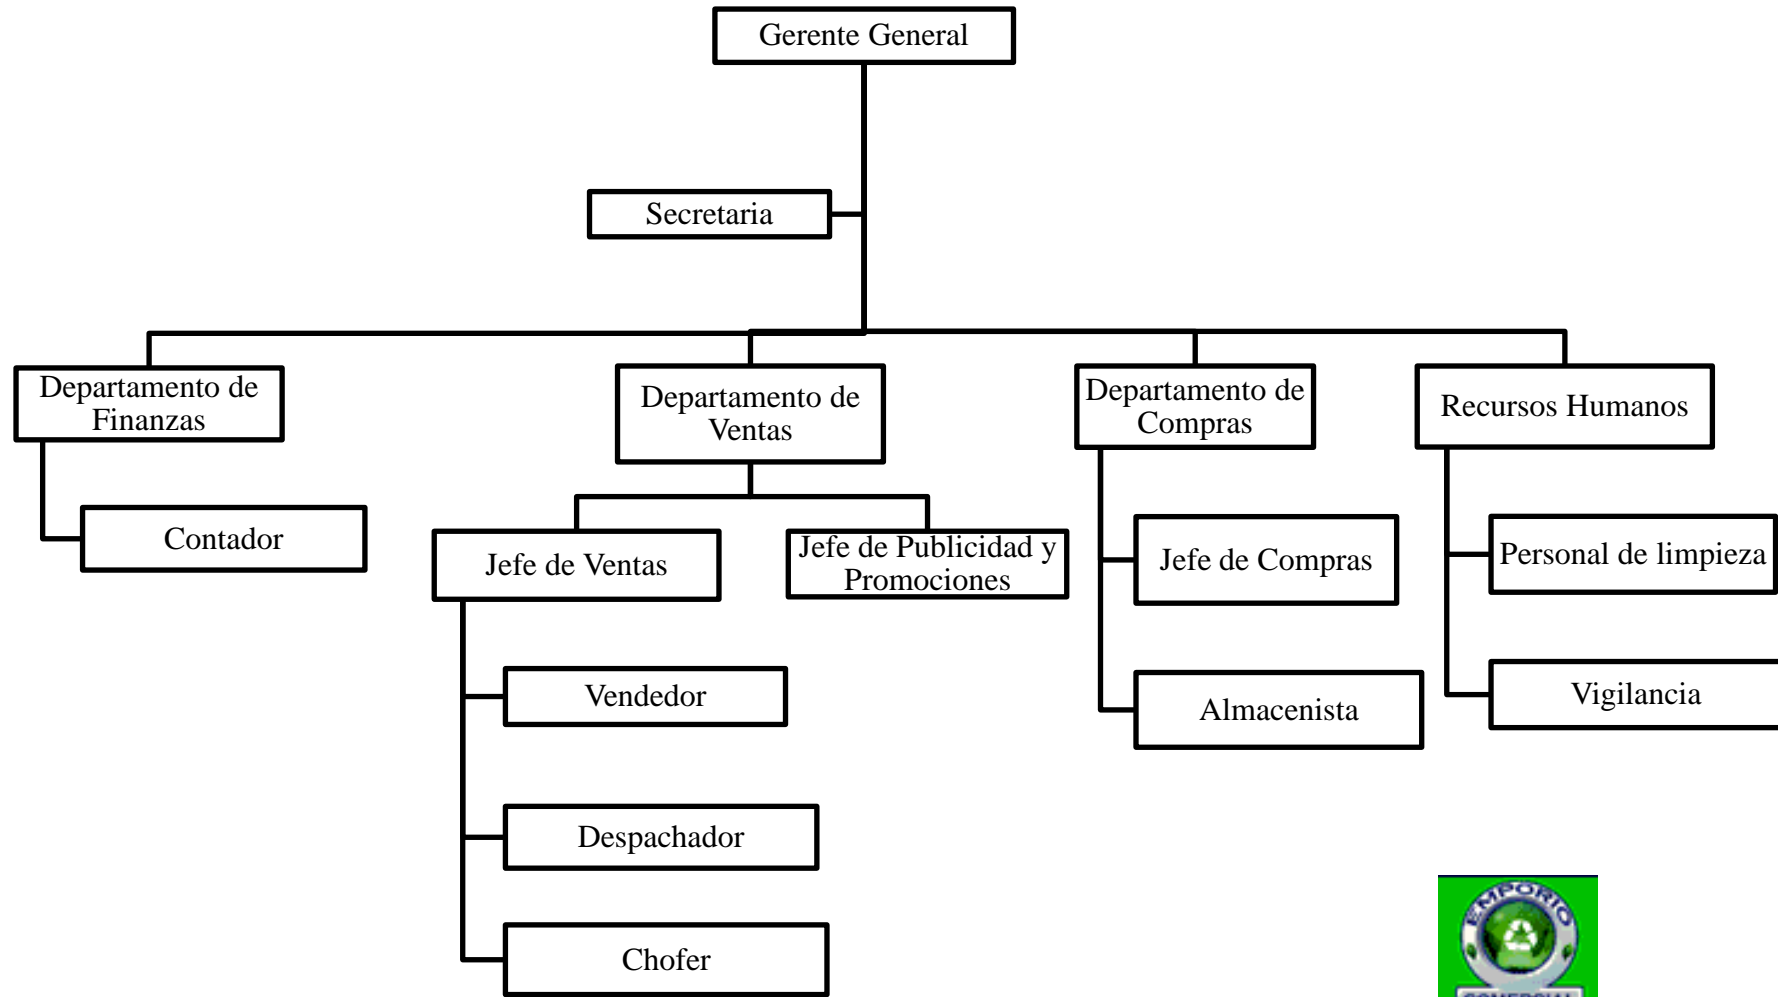 Gerente General
Secretaria
Departamento de
Finanzas
Departamento de
Ventas
Departamento de
Compras
Recursos Humanos
Contador
Jefe de Ventas
Jefe de Publicidad y
Promociones
Jefe de Compras
Personal de limpieza
Vendedor
Almacenista
Vigilancia
Despachador
Chofer
EMPORIO
COMERCIAL